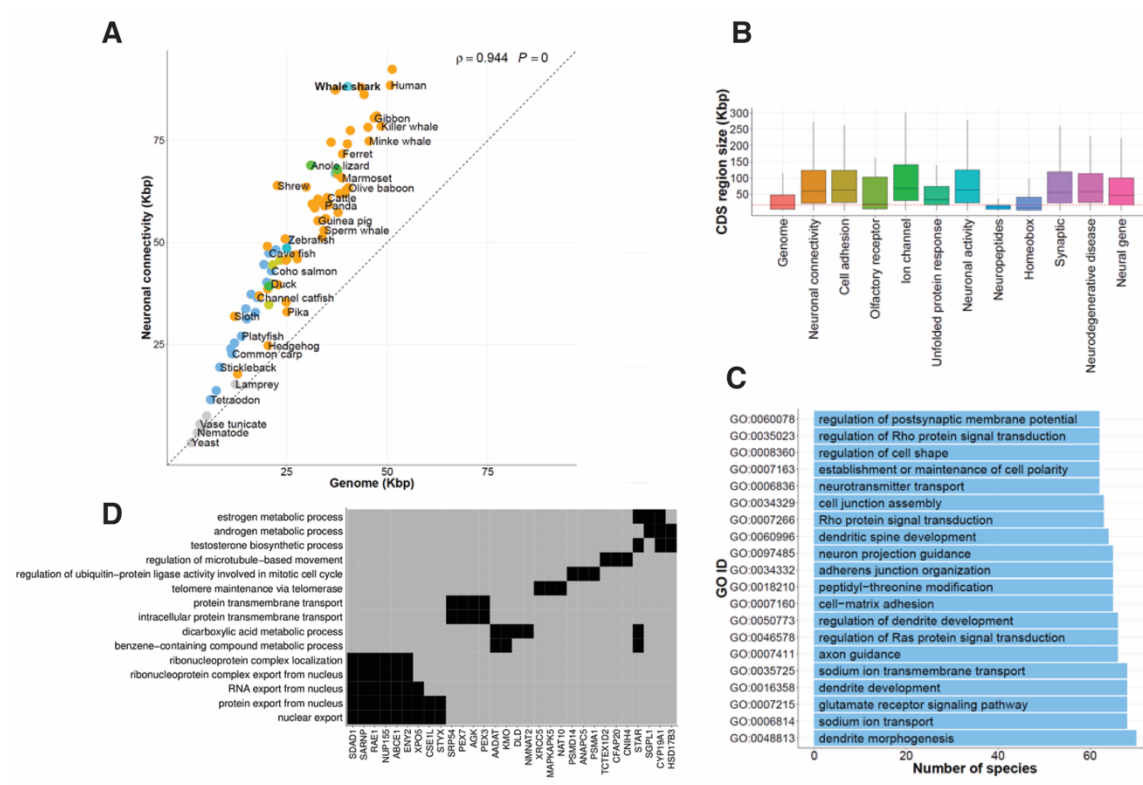 A
ρ = 0.944 P = 0
Whale shark
Human
Gibbon
Killer whale
Minke whale
Ferret
Anole lizard
Marmoset
Shrew
Olive baboon
Cattle
Panda
Guinea pig
Sperm whale
Zebrafish
Cave fish
Coho salmon
Duck
Channel catfish
Sloth
Pika
Platyfish
Hedgehog
Common carp
Stickleback
Lamprey
Tetraodon
Vase tunicate
Nematode
Yeast
Neuronal connectivity (Kbp)
75
50
25
25
50
75
Genome (Kbp)
B
CDS region size (Kbp)
300
250
200
150
100
50
Genome
Neuronal connectivity
Cell adhesion
Olfactory receptor
Ion channel
Unfolded protein response
Neuronal activity
Neuropeptides
Homeobox
Synaptic
Neurodegenerative disease
Neural gene
C
GO ID
GO:0060078 regulation of postsynaptic membrane potential
GO:0035023 regulation of Rho protein signal transduction
GO:0008360 regulation of cell shape
GO:0007163 establishment or maintenance of cell polarity
GO:0006836 neurotransmitter transport
GO:0034329 cell junction assembly
GO:0007266 Rho protein signal transduction
GO:0060996 dendritic spine development
GO:0097485 neuron projection guidance
GO:0034332 adherens junction organization
GO:0018210 peptidyl−threonine modification
GO:0007160 cell−matrix adhesion
GO:0050773 regulation of dendrite development
GO:0046578 regulation of Ras protein signal transduction
GO:0007411 axon guidance
GO:0035725 sodium ion transmembrane transport
GO:0016358 dendrite development
GO:0007215 glutamate receptor signaling pathway
GO:0006814 sodium ion transport
GO:0048813 dendrite morphogenesis
0
20
40
60
Number of species
D
estrogen metabolic process
androgen metabolic process
testosterone biosynthetic process
regulation of microtubule−based movement
regulation of ubiquitin−protein ligase activity involved in mitotic cell cycle
telomere maintenance via telomerase
protein transmembrane transport
intracellular protein transmembrane transport
dicarboxylic acid metabolic process
benzene−containing compound metabolic process
ribonucleoprotein complex localization
ribonucleoprotein complex export from nucleus
RNA export from nucleus
protein export from nucleus
nuclear export
SDAD1
SARNP
RAE1
NUP155
ABCE1
ENY2
XPO5
CSE1L
STYX
SRP54
PEX7
AGK
PEX3
AADAT
KMO
DLD
NMNAT2
XRCC5
MAPKAPK5
NAT10
PSMD14
ANAPC5
PSMA1
TCTEX1D2
CFAP20
CNIH4
STAR
SGPL1
CYP19A1
HSD17B3